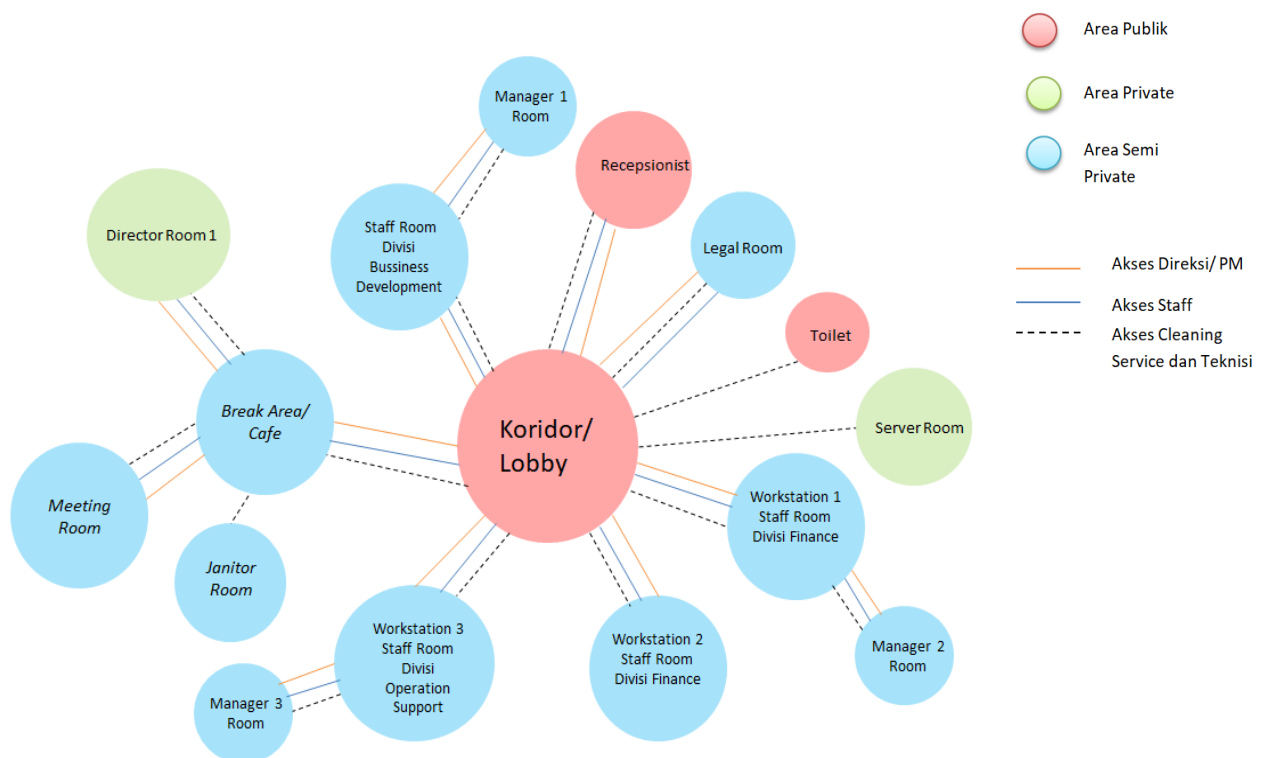 Area Publik
Area Private
Area Semi
Private
Akses Direksi/ PM
Akses Staff
Akses Cleaning
Service dan Teknisi
Manager 1
Room
Recepsionist
Staff Room
Divisi
Bussiness
Development
Legal Room
Director Room 1
Toilet
Break Area/
Cafe
Koridor/
Lobby
Server Room
Meeting
Room
Workstation 1
Staff Room
Divisi Finance
Janitor
Room
Workstation 3
Staff Room
Divisi
Operation
Support
Workstation 2
Staff Room
Divisi Finance
Manager 2
Room
Manager 3
Room